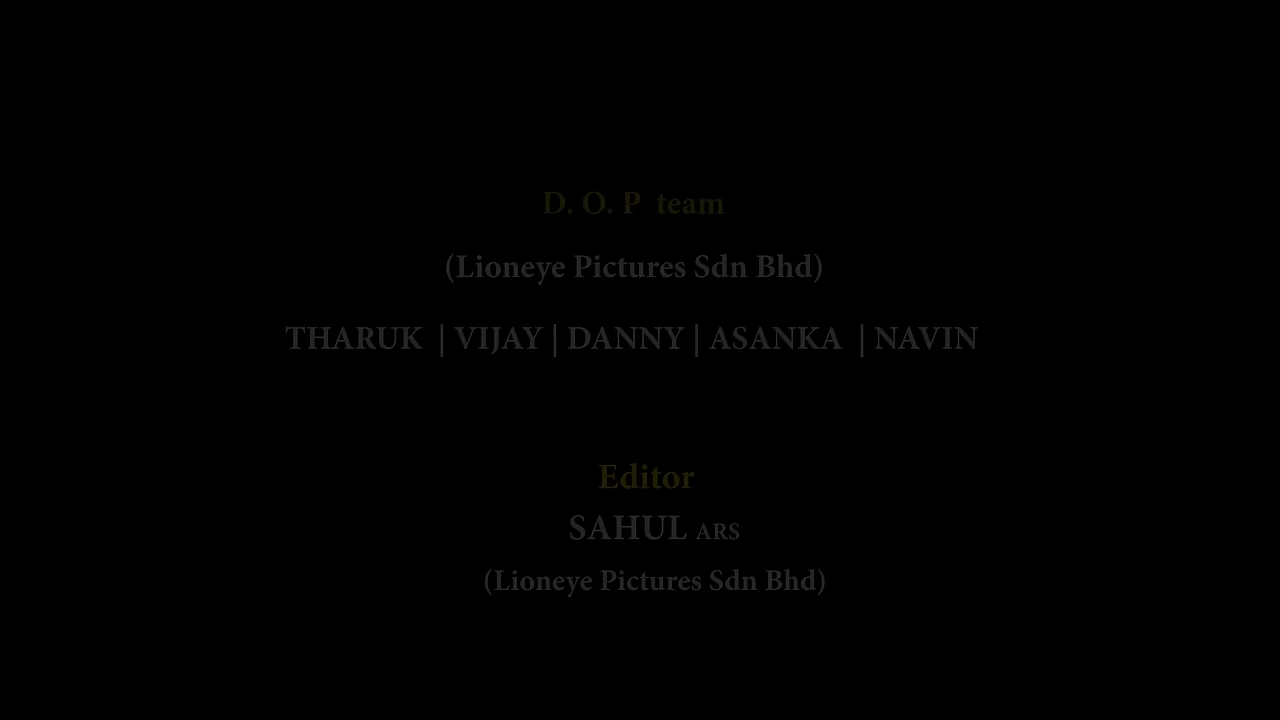 D. O. P team
(Lioneye Pictures Sdn Bhd)
THARUK | VIJAY | DANNY | ASANKA | NAVIN
Editor
SAHUL ARS
(Lioneye Pictures Sdn Bhd)